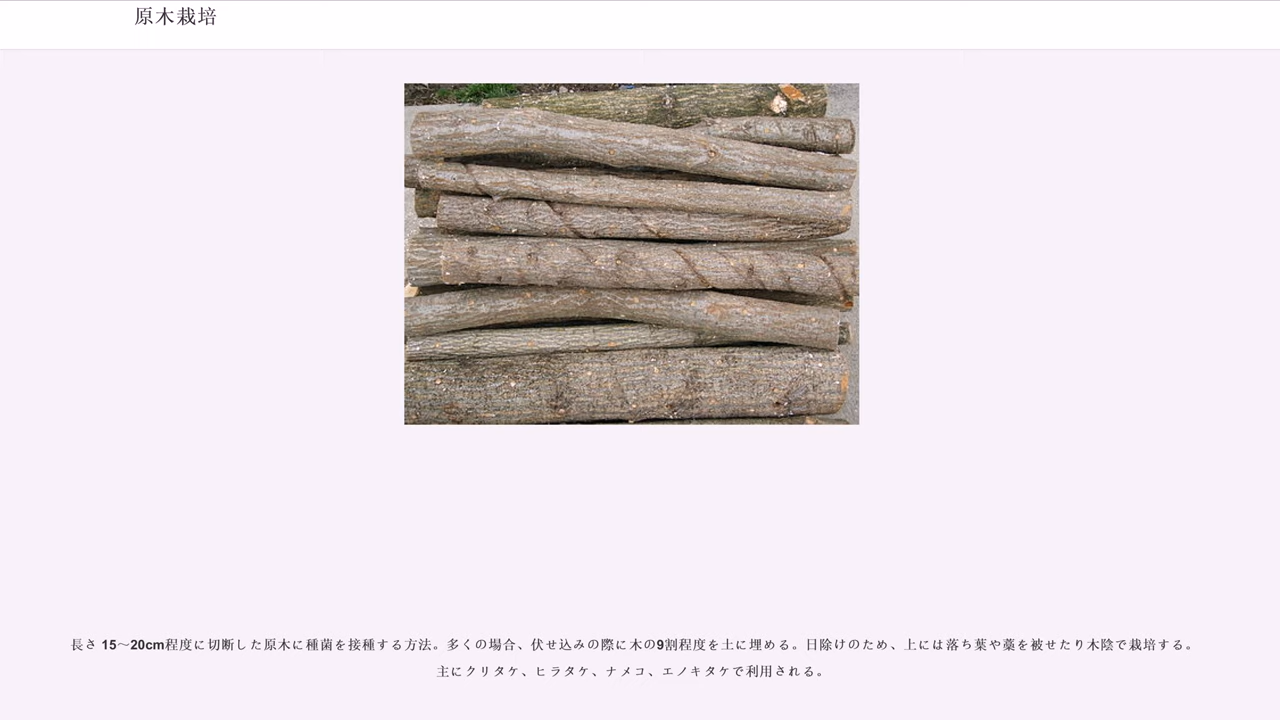 原木栽培
長さ 15〜20cm程度に切断した原木に種菌を接種する方法。多くの場合、伏せ込みの際に木の9割程度を土に埋める。日除けのため、上には落ち葉や藁を被せたり木陰で栽培する。
主にクリタケ、ヒラタケ、ナメコ、エノキタケで利用される。